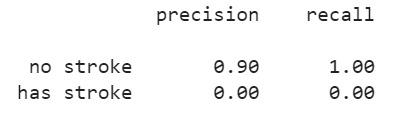 precision recall
no stroke 0.90 1.00
has stroke 0.00 0.00